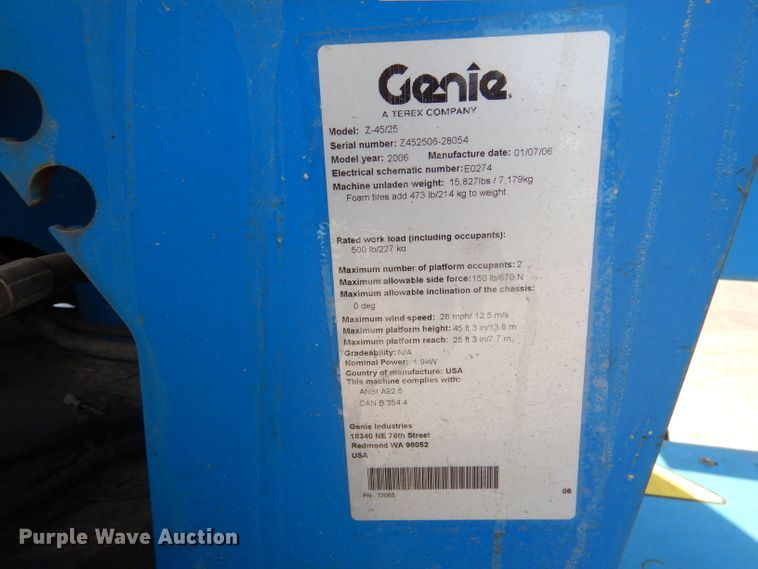 Genie
A TEREX COMPANY
Model: Z-45/25
Serial number: Z452506-28054
Model year: 2006 Manufacture date: 01/07/06
Electrical schematic number: E0274
Machine unladen weight: 15,827lbs / 7,179kg
Foam tires add 473 lb/214 kg to weight
Rated work load (including occupants):
500 lb/227 kg
Maximum number of platform occupants: 2
Maximum allowable side force: 150 lb/670 N
Maximum allowable inclination of the chassis:
0 deg
Maximum wind speed: 28 mph/ 12.5 m/s
Maximum platform height: 45 ft 3 in/13.8 m
Maximum platform reach: 25 ft 3 in/7.7 m
Gradeability: N/A
Nominal Power: 1.9kW
Country of manufacture: USA
This machine complies with:
ANSI A92.5
CAN B.354.4
Genie Industries
18340 NE 76th Street
Redmond WA 98052
USA
PN - 77055
06
Purple Wave Auction